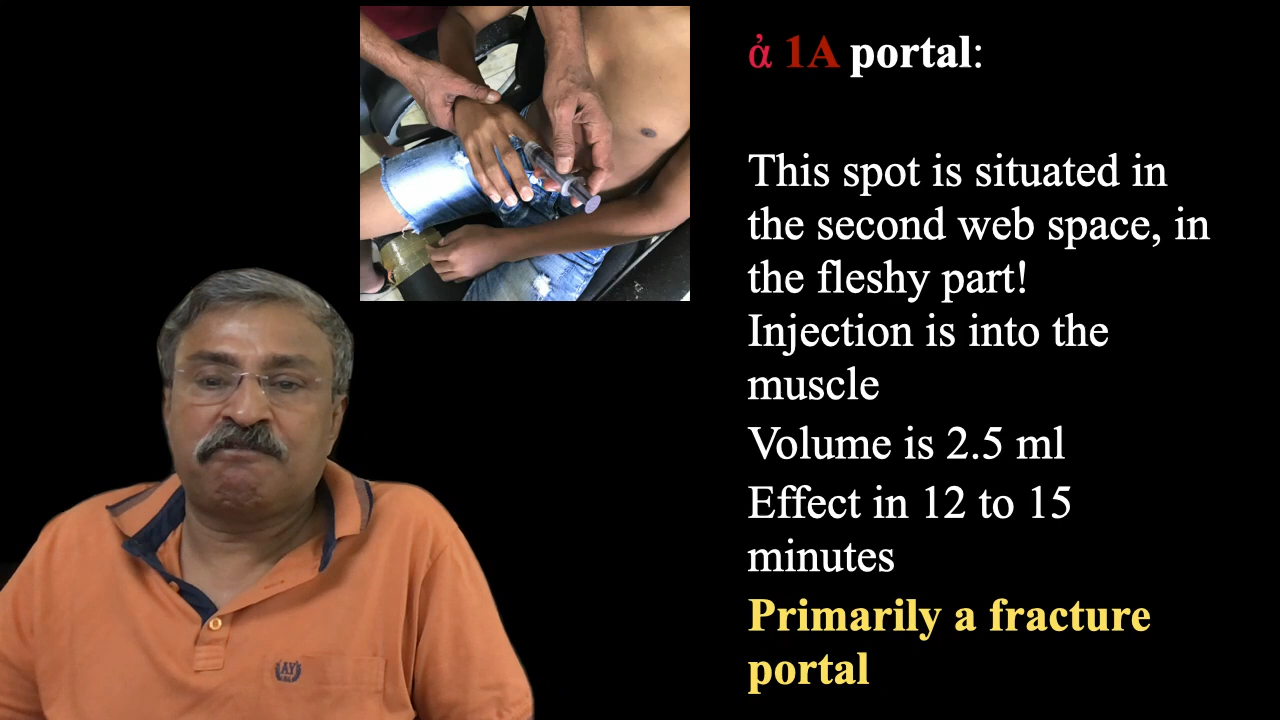 ἀ 1A portal:
This spot is situated in
the second web space, in
the fleshy part!
Injection is into the
muscle
Volume is 2.5 ml
Effect in 12 to 15
minutes
Primarily a fracture
portal
AY